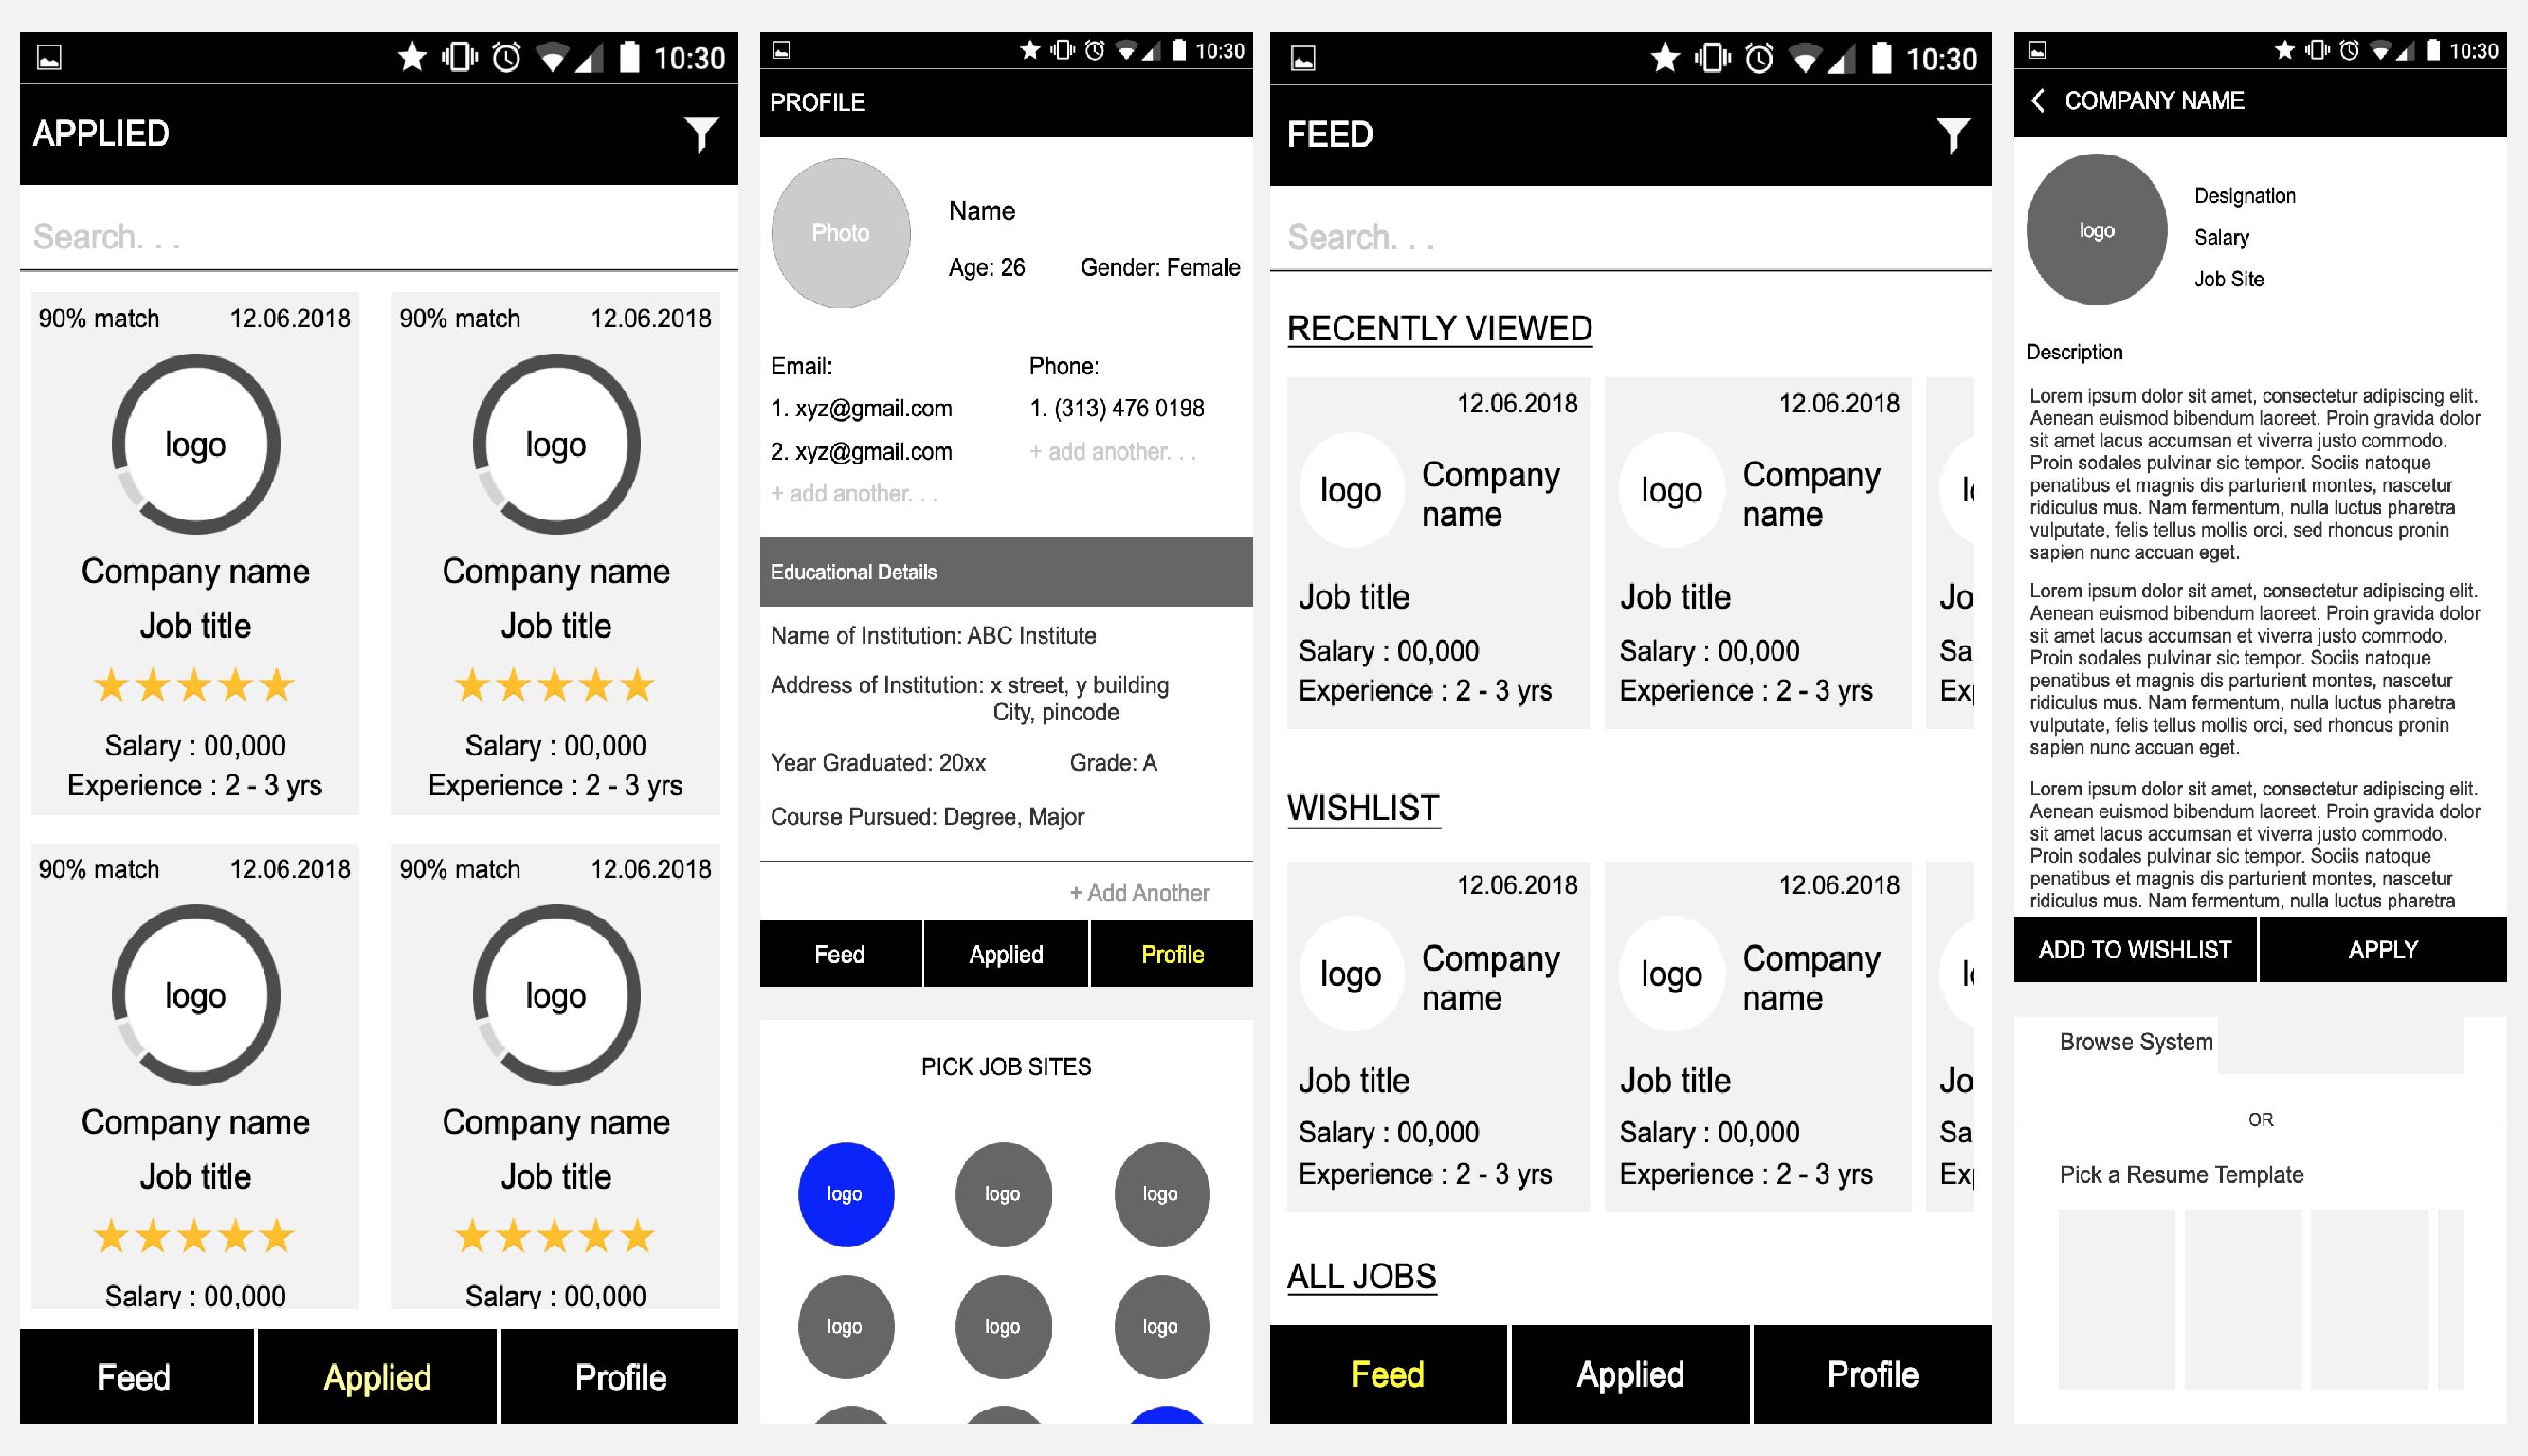 10:30
APPLIED
Search. . .
90% match 12.06.2018
logo
Company name
Job title
Salary : 00,000
Experience : 2 - 3 yrs
90% match 12.06.2018
logo
Company name
Job title
Salary : 00,000
Experience : 2 - 3 yrs
90% match 12.06.2018
logo
Company name
Job title
Salary : 00,000
90% match 12.06.2018
logo
Company name
Job title
Salary : 00,000
Feed Applied Profile
10:30
PROFILE
Photo
Name
Age: 26 Gender: Female
Email: Phone:
1. xyz@gmail.com 1. (313) 476 0198
2. xyz@gmail.com + add another. . .
+ add another. . .
Educational Details
Name of Institution: ABC Institute
Address of Institution: x street, y building
City, pincode
Year Graduated: 20xx Grade: A
Course Pursued: Degree, Major
+ Add Another
Feed Applied Profile
PICK JOB SITES
logo logo logo
logo logo logo
10:30
FEED
Search. . .
RECENTLY VIEWED
12.06.2018
logo
Company
name
Job title
Salary : 00,000
Experience : 2 - 3 yrs
12.06.2018
logo
Company
name
Job title
Salary : 00,000
Experience : 2 - 3 yrs
Jo
Sa
WISHLIST
12.06.2018
logo
Company
name
Job title
Salary : 00,000
Experience : 2 - 3 yrs
12.06.2018
logo
Company
name
Job title
Salary : 00,000
Experience : 2 - 3 yrs
Jo
Sa
ALL JOBS
Feed Applied Profile
10:30
COMPANY NAME
logo
Designation
Salary
Job Site
Description
Lorem ipsum dolor sit amet, consectetur adipiscing elit.
Aenean euismod bibendum laoreet. Proin gravida dolor
sit amet lacus accumsan et viverra justo commodo.
Proin sodales pulvinar sic tempor. Sociis natoque
penatibus et magnis dis parturient montes, nascetur
ridiculus mus. Nam fermentum, nulla luctus pharetra
vulputate, felis tellus mollis orci, sed rhoncus pronin
sapien nunc accuan eget.
Lorem ipsum dolor sit amet, consectetur adipiscing elit.
Aenean euismod bibendum laoreet. Proin gravida dolor
sit amet lacus accumsan et viverra justo commodo.
Proin sodales pulvinar sic tempor. Sociis natoque
penatibus et magnis dis parturient montes, nascetur
ridiculus mus. Nam fermentum, nulla luctus pharetra
vulputate, felis tellus mollis orci, sed rhoncus pronin
sapien nunc accuan eget.
Lorem ipsum dolor sit amet, consectetur adipiscing elit.
Aenean euismod bibendum laoreet. Proin gravida dolor
sit amet lacus accumsan et viverra justo commodo.
Proin sodales pulvinar sic tempor. Sociis natoque
penatibus et magnis dis parturient montes, nascetur
ridiculus mus. Nam fermentum, nulla luctus pharetra
ADD TO WISHLIST APPLY
Browse System
OR
Pick a Resume Template